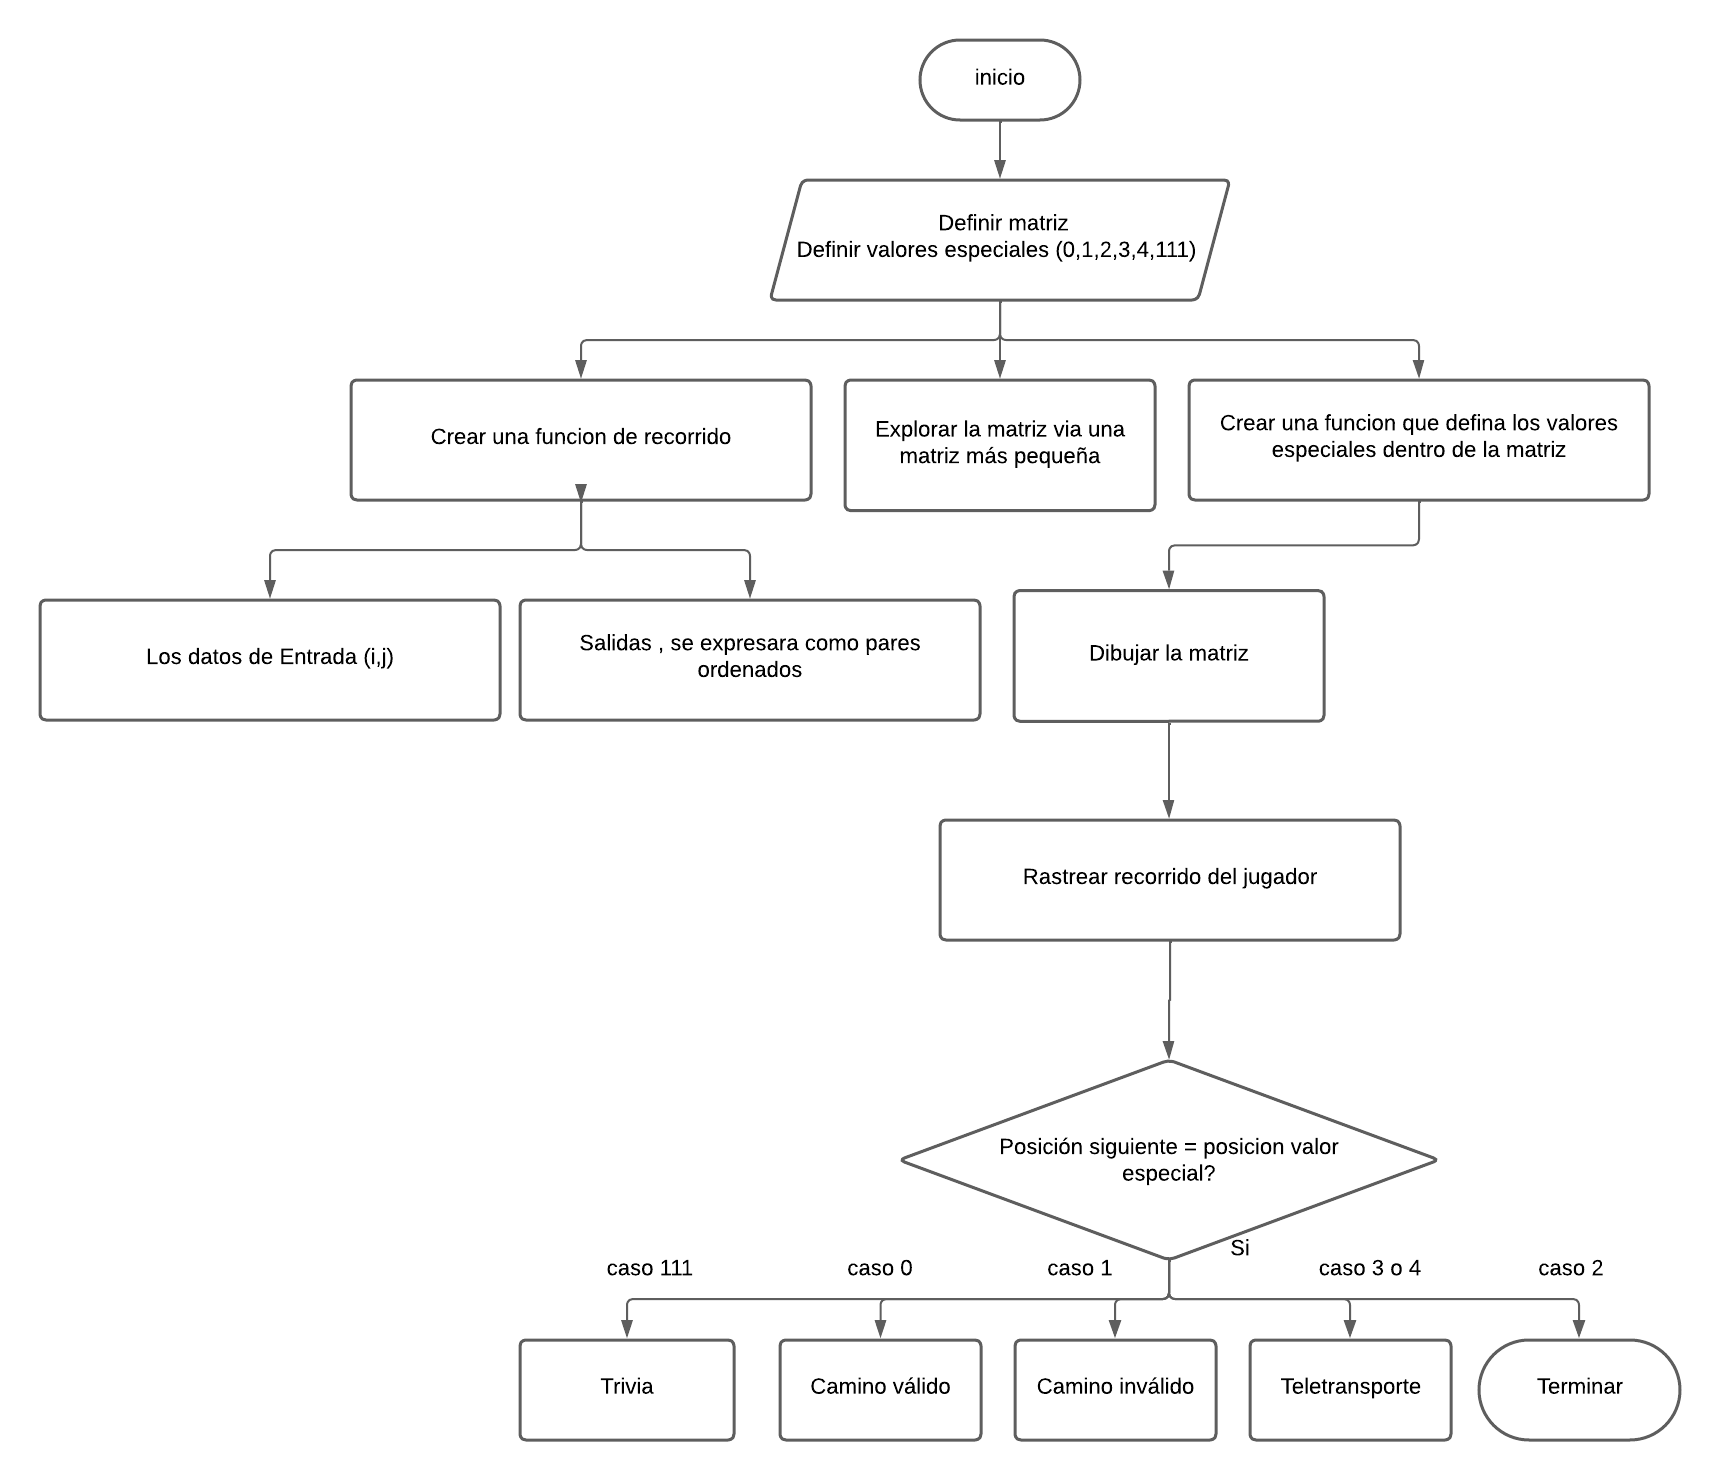 inicio
Definir matriz
Definir valores especiales (0,1,2,3,4,111)
Crear una funcion de recorrido
Explorar la matriz via una
matriz más pequeña
Crear una funcion que defina los valores
especiales dentro de la matriz
Los datos de Entrada (i,j)
Salidas , se expresara como pares
ordenados
Dibujar la matriz
Rastrear recorrido del jugador
Posición siguiente = posicion valor
especial?
Si
caso 111
caso 0
caso 1
caso 3 o 4
caso 2
Trivia
Camino válido
Camino inválido
Teletransporte
Terminar